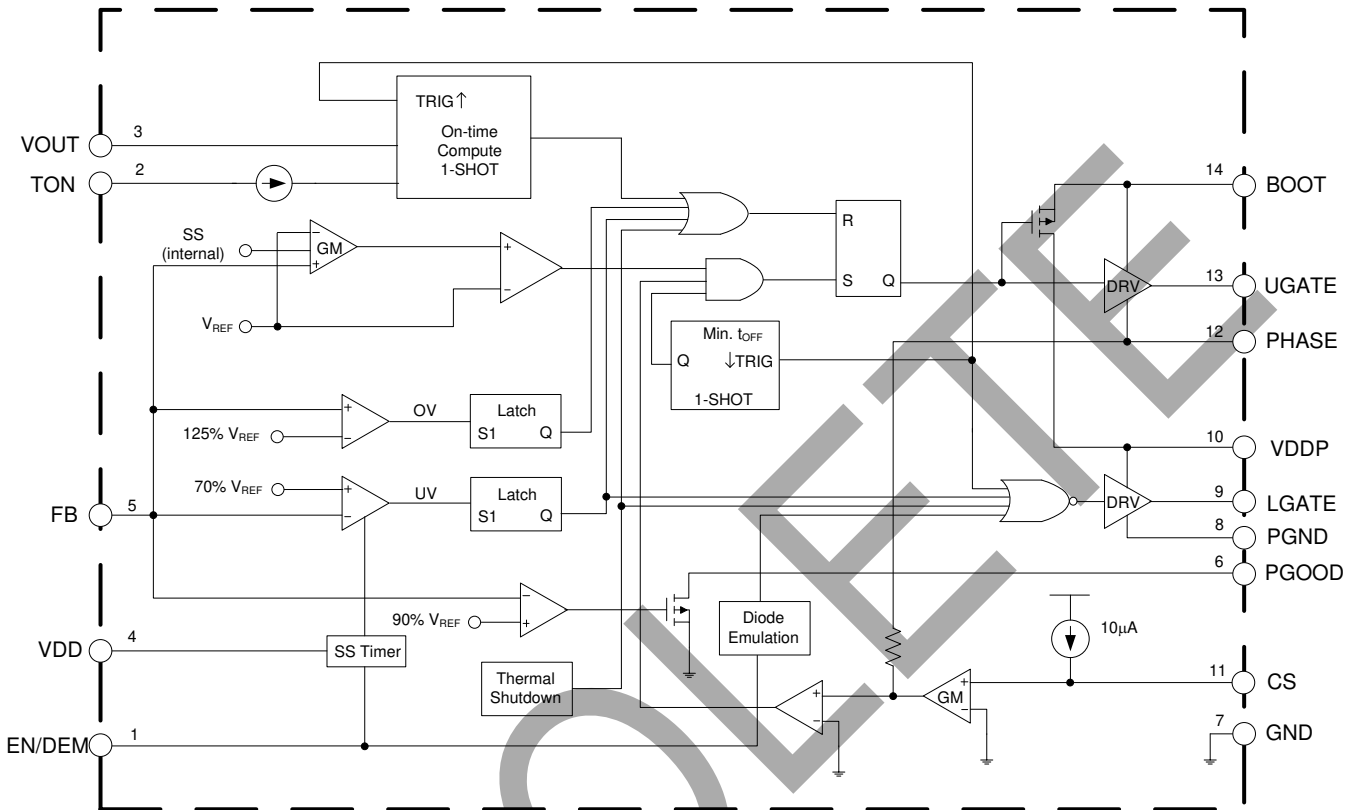 TRIG↑
On-time
Compute
1-SHOT
VOUT
3
TON
2
14
BOOT
R
S
Q
SS
(internal)
−
GM
+
+
−
DRV
13
UGATE
VREF
Min. tOFF
Q
↓TRIG
1-SHOT
12
PHASE
+
−
OV
Latch
S1
Q
125% VREF
10
VDDP
70% VREF
+
−
UV
Latch
S1
Q
FB
5
DRV
9
LGATE
8
PGND
6
PGOOD
−
+
90% VREF
Diode
Emulation
10µA
VDD
4
SS Timer
Thermal
Shutdown
+
−
GM
+
−
11
CS
EN/DEM
1
7
GND
OLETE